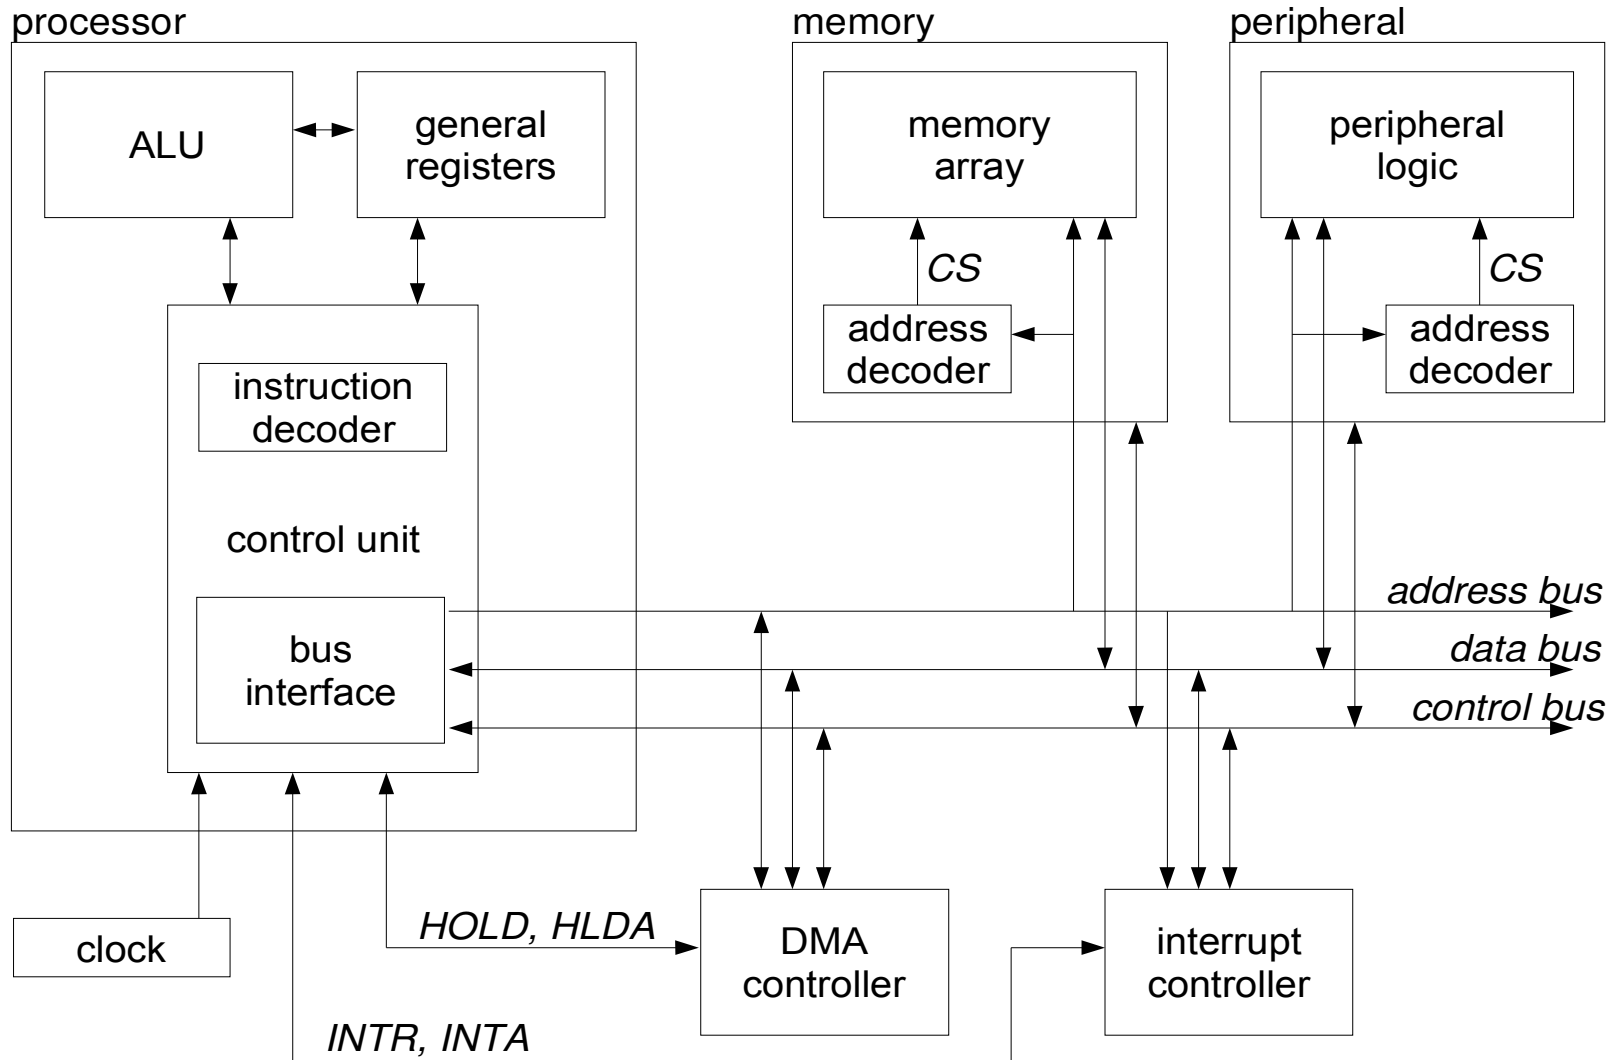 processor
memory
peripheral
ALU
general
registers
memory
array
peripheral
logic
CS
CS
address
decoder
address
decoder
instruction
decoder
control unit
address bus
bus
interface
data bus
control bus
HOLD, HLDA
clock
DMA
controller
interrupt
controller
INTR, INTA